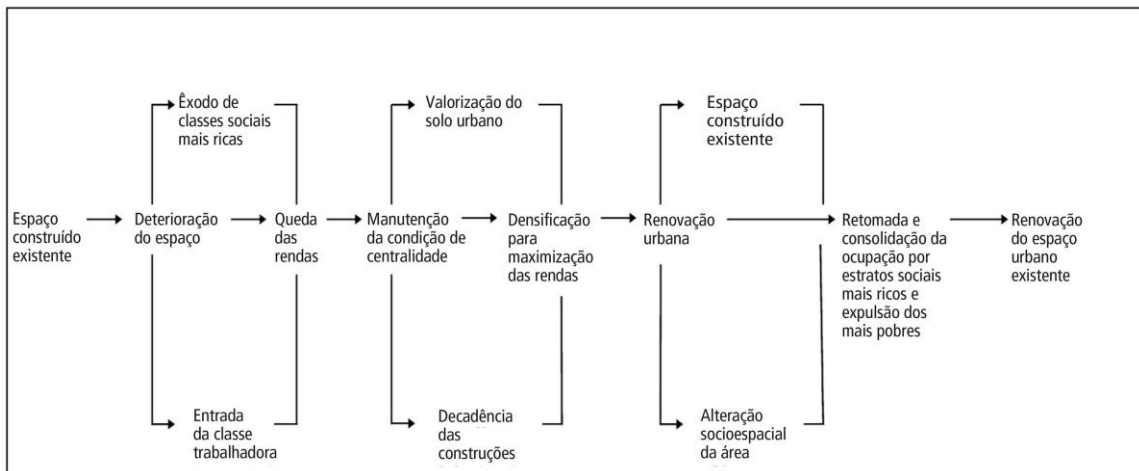 Êxodo de
classes sociais
mais ricas
Valorização do
solo urbano
Espaço
construído
existente
Espaço
construído
existente
Deterioração
do espaço
Queda
das
rendas
Manutenção
da condição de
centralidade
Densificação
para
maximização
das rendas
Renovação
urbana
Retomada e
consolidação da
ocupação por
estratos sociais
mais ricos e
expulsão dos
mais pobres
Renovação
do espaço
urbano
existente
Entrada
da classe
trabalhadora
Decadência
das
construções
Alteração
socioespacial
da área